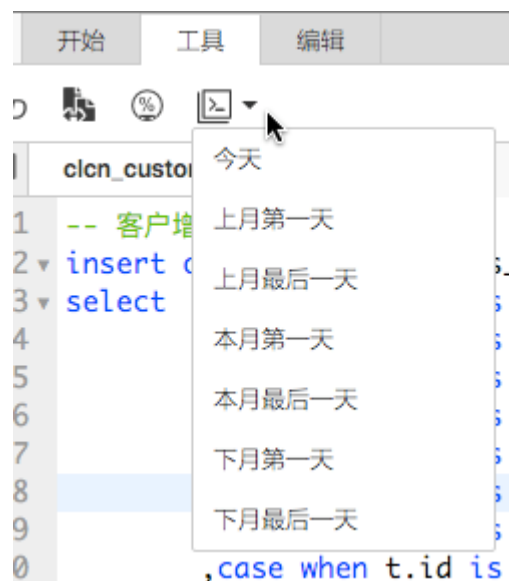 开始 工具 编辑
clcn_custo
今天
上月第一天
上月最后一天
本月第一天
本月最后一天
下月第一天
下月最后一天
1 -- 客户增
2 insert
3 select s
4 s
5 s
6 s
7 s
8 s
9 s
0 ,case when t.id is